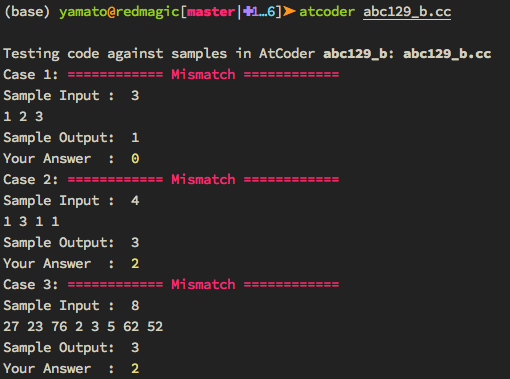 (base) yamato@redmagic[master|✚1…6]➤atcoder abc129_b.cc
Testing code against samples in AtCoder abc129_b: abc129_b.cc
Case 1: ============ Mismatch ============
Sample Input :  3
1 2 3
Sample Output:  1
Your Answer  :  0
Case 2: ============ Mismatch ============
Sample Input :  4
1 3 1 1
Sample Output:  3
Your Answer  :  2
Case 3: ============ Mismatch ============
Sample Input :  8
27 23 76 2 3 5 62 52
Sample Output:  3
Your Answer  :  2